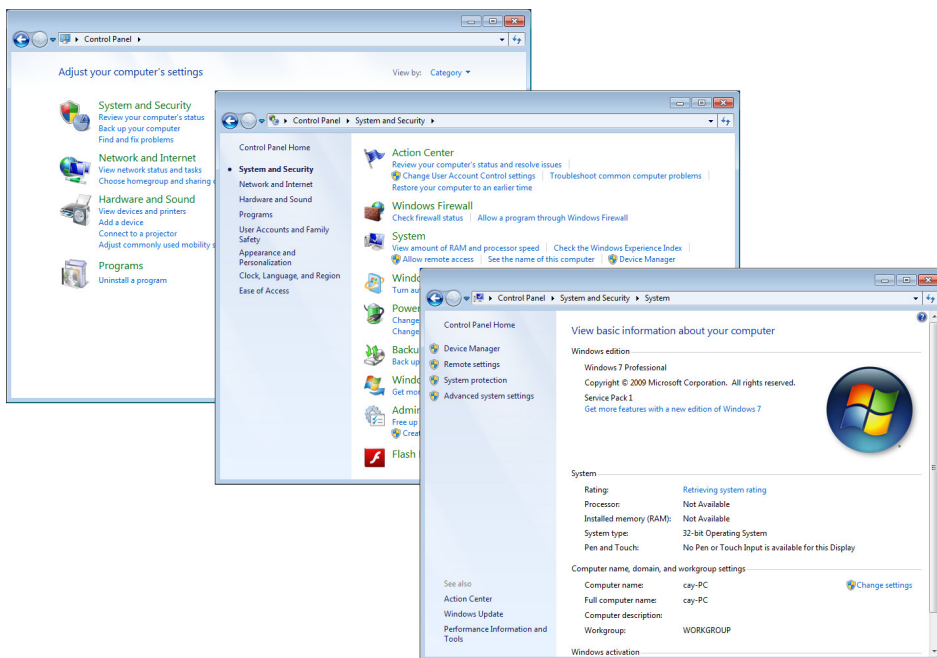 Control Panel
Adjust your computer's settings
View by: Category
System and Security
Review your computer's status
Back up your computer
Find and fix problems
Network and Internet
View network status and tasks
Choose homegroup and sharing
Hardware and Sound
View devices and printers
Add a device
Connect to a projector
Adjust commonly used mobility
Programs
Uninstall a program
Control Panel System and Security
Control Panel Home
System and Security
Network and Internet
Hardware and Sound
Programs
User Accounts and Family
Safety
Appearance and
Personalization
Clock, Language, and Region
Ease of Access
Action Center
Review your computer's status and resolve issues
Change User Account Control settings Troubleshoot common computer problems
Restore your computer to an earlier time
Windows Firewall
Check firewall status Allow a program through Windows Firewall
System
View amount of RAM and processor speed Check the Windows Experience Index
Allow remote access See the name of this computer Device Manager
Turn
Power
Change
Change
Back up
Free up
Flash
Control Panel System and Security System
Control Panel Home
Device Manager
Remote settings
System protection
Advanced system settings
See also
Action Center
Windows Update
Performance Information and
Tools
View basic information about your computer
Windows edition
Windows 7 Professional
Copyright © 2009 Microsoft Corporation. All rights reserved.
Service Pack 1
Get more features with a new edition of Windows 7
System
Rating: Retrieving system rating
Processor: Not Available
Installed memory (RAM): Not Available
System type: 32-bit Operating System
Pen and Touch: No Pen or Touch Input is available for this Display
Computer name, domain, and workgroup settings
Computer name: cay-PC Change settings
Full computer name: cay-PC
Computer description:
Workgroup: WORKGROUP
Windows activation